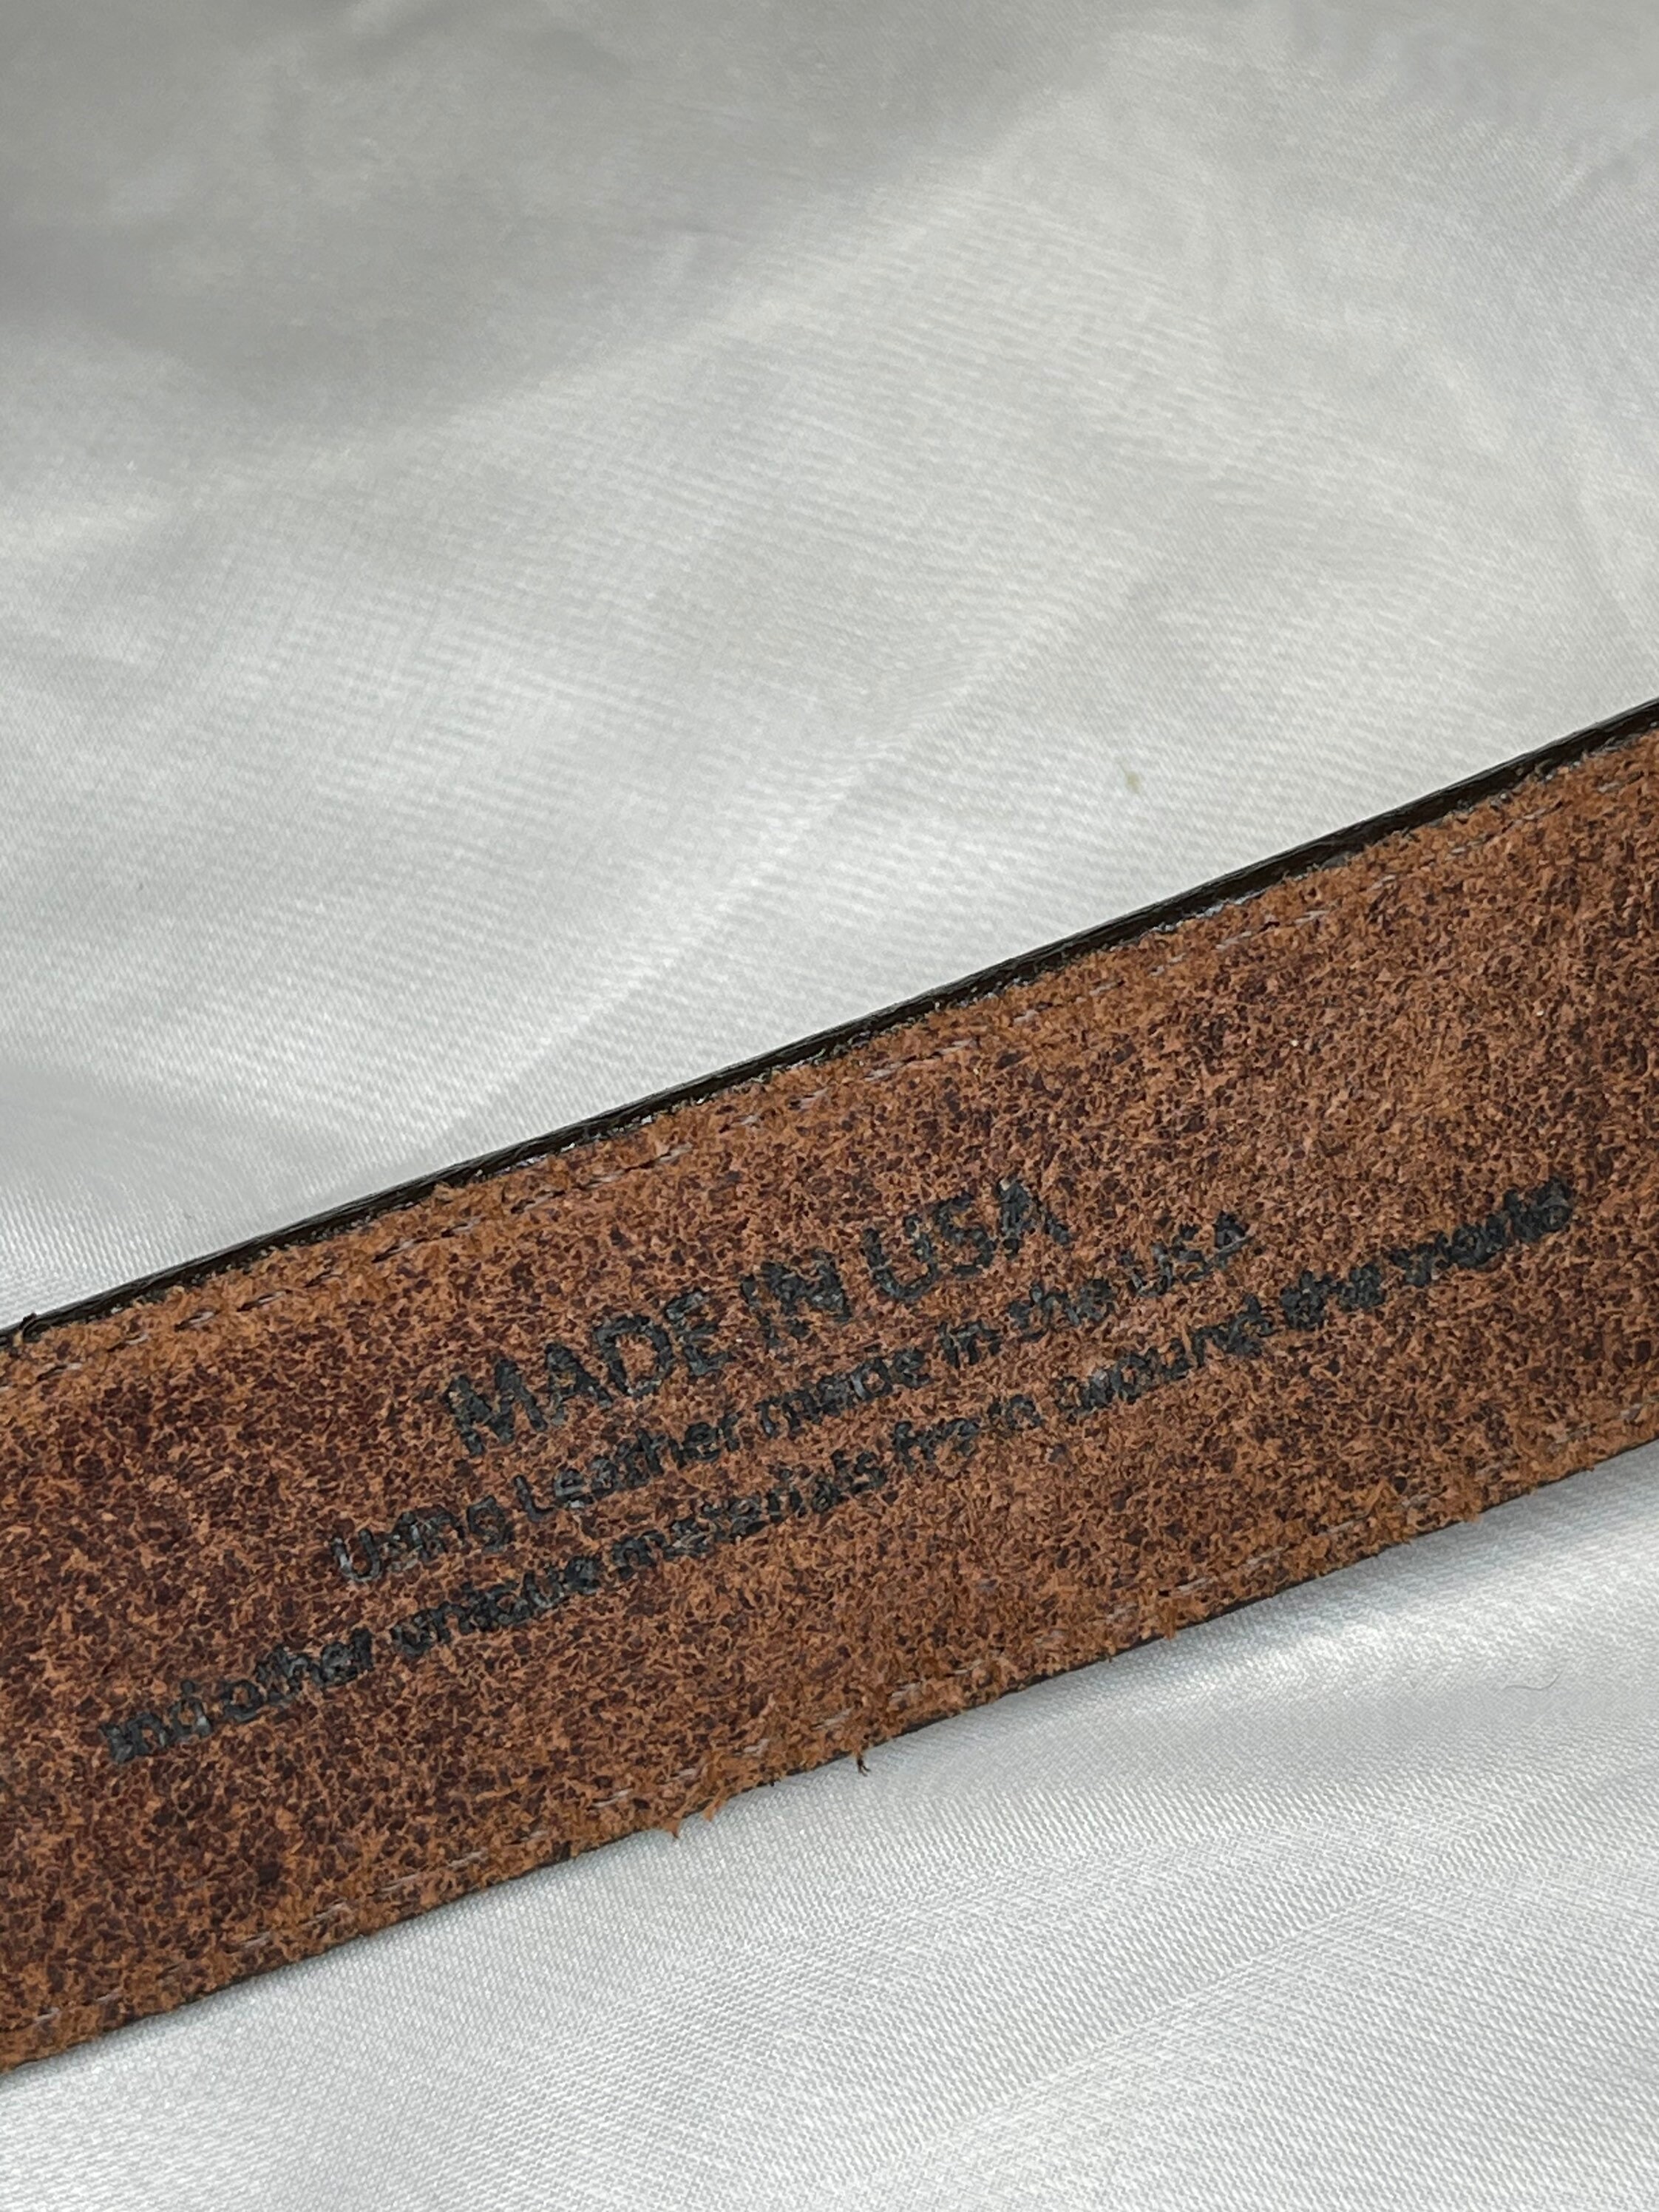 MADE IN USA
Using Leather made in the USA
and other unique materials from around the world